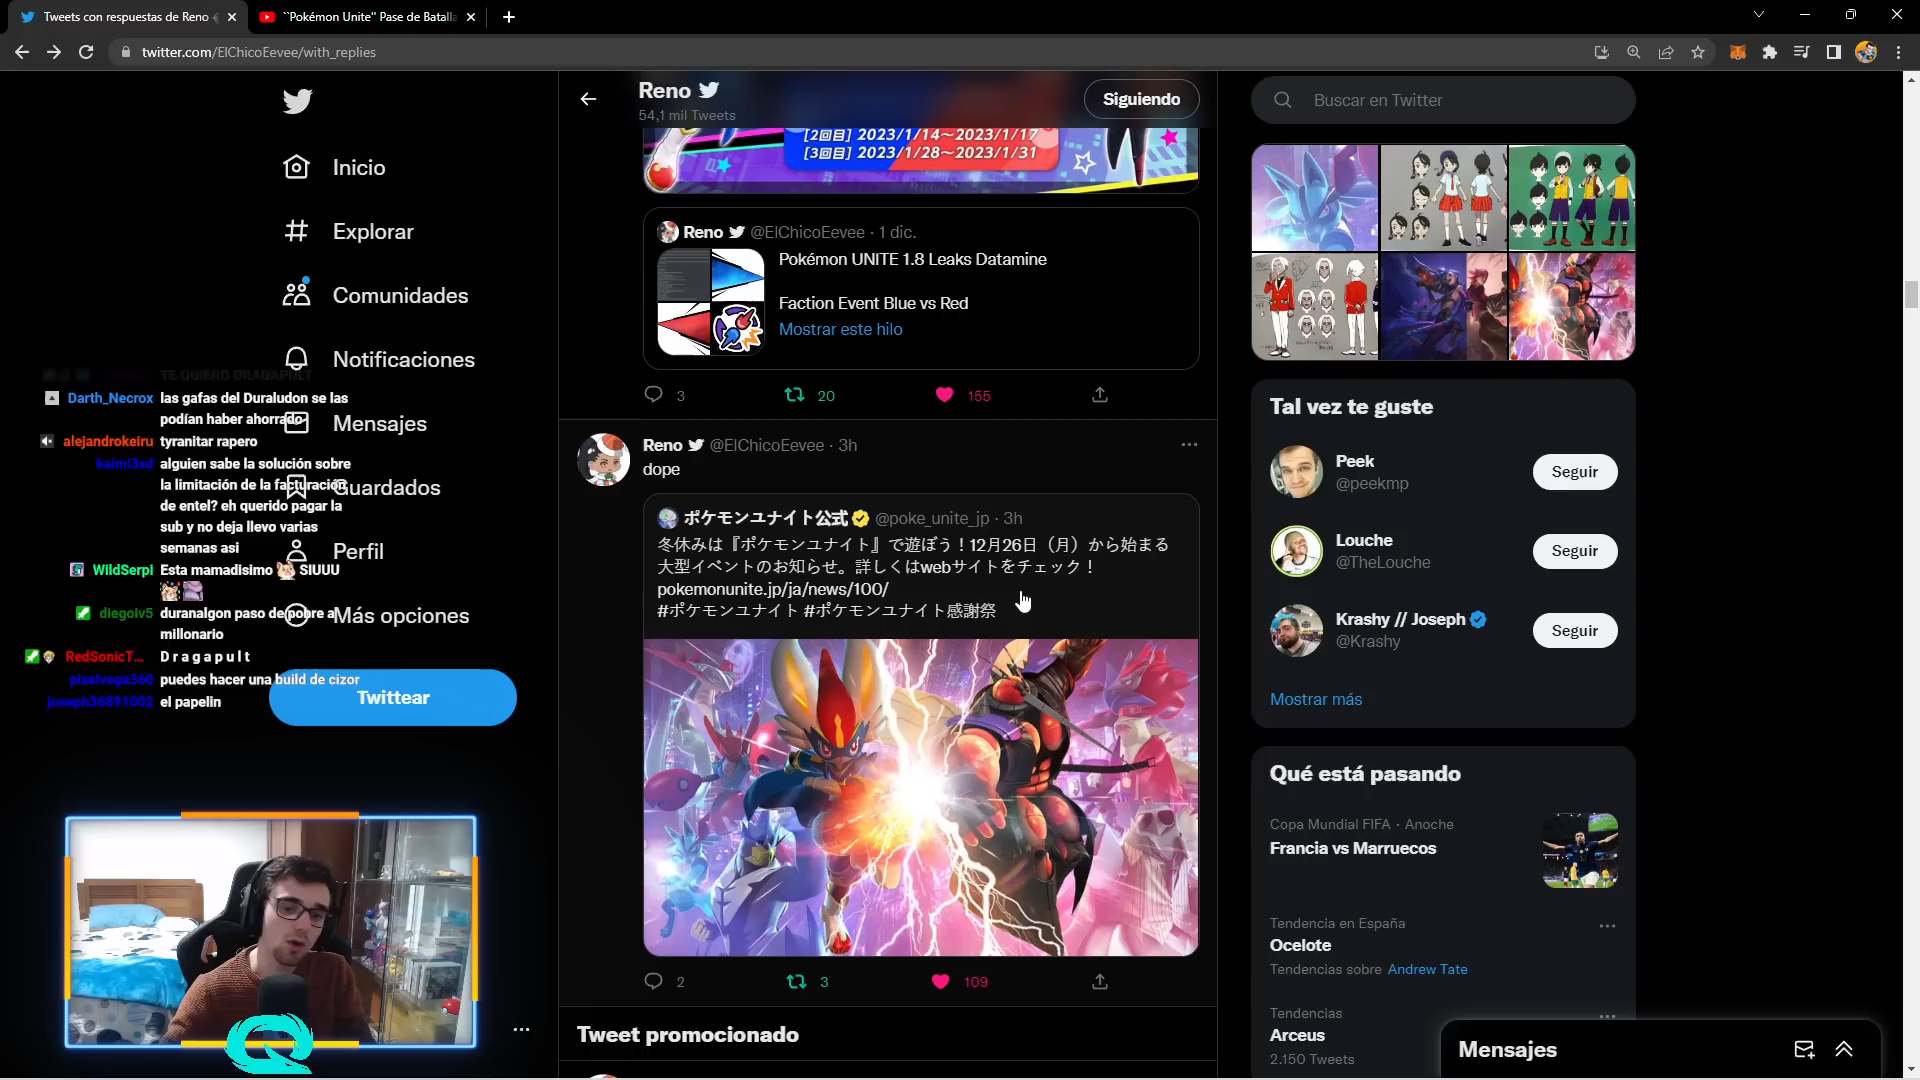 Tweets con respuestas de Reno
``Pokémon Unite'' Pase de Batalla
twitter.com/ElChicoEevee/with_replies
Inicio
Explorar
Comunidades
Notificaciones
Mensajes
Guardados
Perfil
Más opciones
Twittear
TE QUIERO DRAGAPULT
Darth_Necrox las gafas del Duraludon se las
podían haber ahorrado
alejandrokeiru tyranitar rapero
kaimi3xd alguien sabe la solución sobre
la limitación de la facturación
de entel? eh querido pagar la
sub y no deja llevo varias
semanas asi
WildSerpi Esta mamadisimo SIUUU
diegoiv5 duranalgon paso de pobre a
millonario
RedSonicT... D r a g a p u l t
pixelvega360 puedes hacer una build de cizor
joseph36891002 el papelin
Reno
54,1 mil Tweets
Siguiendo
[2回目] 2023/1/14～2023/1/17
[3回目] 2023/1/28～2023/1/31
Reno @ElChicoEevee · 1 dic.
Pokémon UNITE 1.8 Leaks Datamine
Faction Event Blue vs Red
Mostrar este hilo
3 20 155
Reno @ElChicoEevee · 3h
dope
ポケモンユナイト公式 @poke_unite_jp · 3h
冬休みは『ポケモンユナイト』で遊ぼう！12月26日（月）から始まる
大型イベントのお知らせ。詳しくはwebサイトをチェック！
pokemonunite.jp/ja/news/100/
#ポケモンユナイト #ポケモンユナイト感謝祭
2 3 109
Tweet promocionado
Buscar en Twitter
Tal vez te guste
Peek
@peekmp
Seguir
Louche
@TheLouche
Seguir
Krashy // Joseph
@Krashy
Seguir
Mostrar más
Qué está pasando
Copa Mundial FIFA · Anoche
Francia vs Marruecos
Tendencia en España
Ocelote
Tendencias sobre Andrew Tate
Tendencias
Arceus
2.150 Tweets
Mensajes